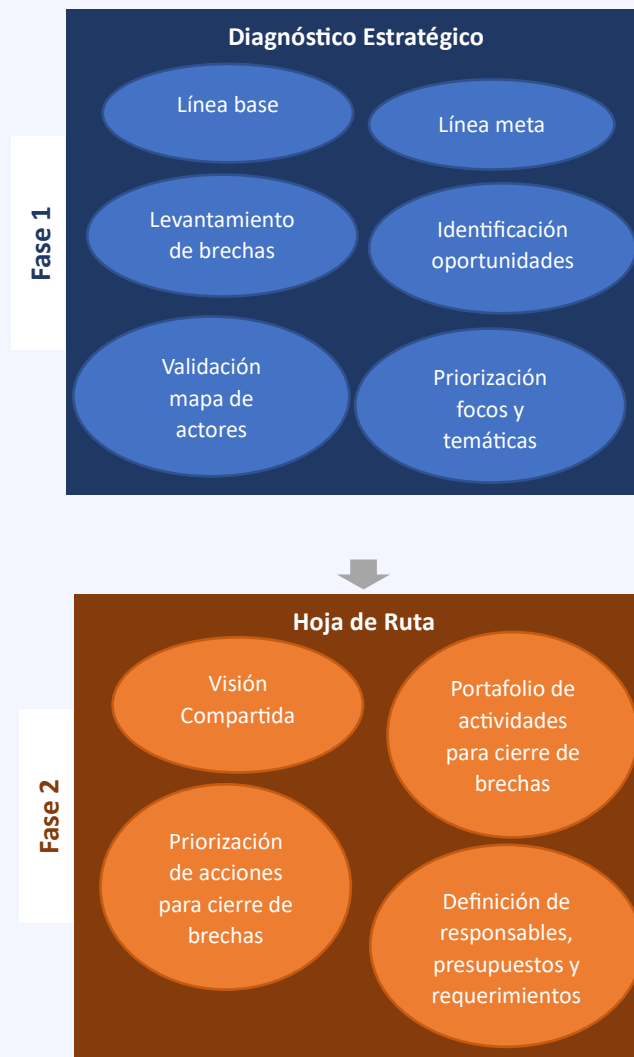 Fase 1
Diagnóstico Estratégico
Línea base
Línea meta
Levantamiento
de brechas
Identificación
oportunidades
Validación
mapa de
actores
Priorización
focos y
temáticas
Fase 2
Hoja de Ruta
Visión
Compartida
Portafolio de
actividades
para cierre de
brechas
Priorización
de acciones
para cierre de
brechas
Definición de
responsables,
presupuestos y
requerimientos